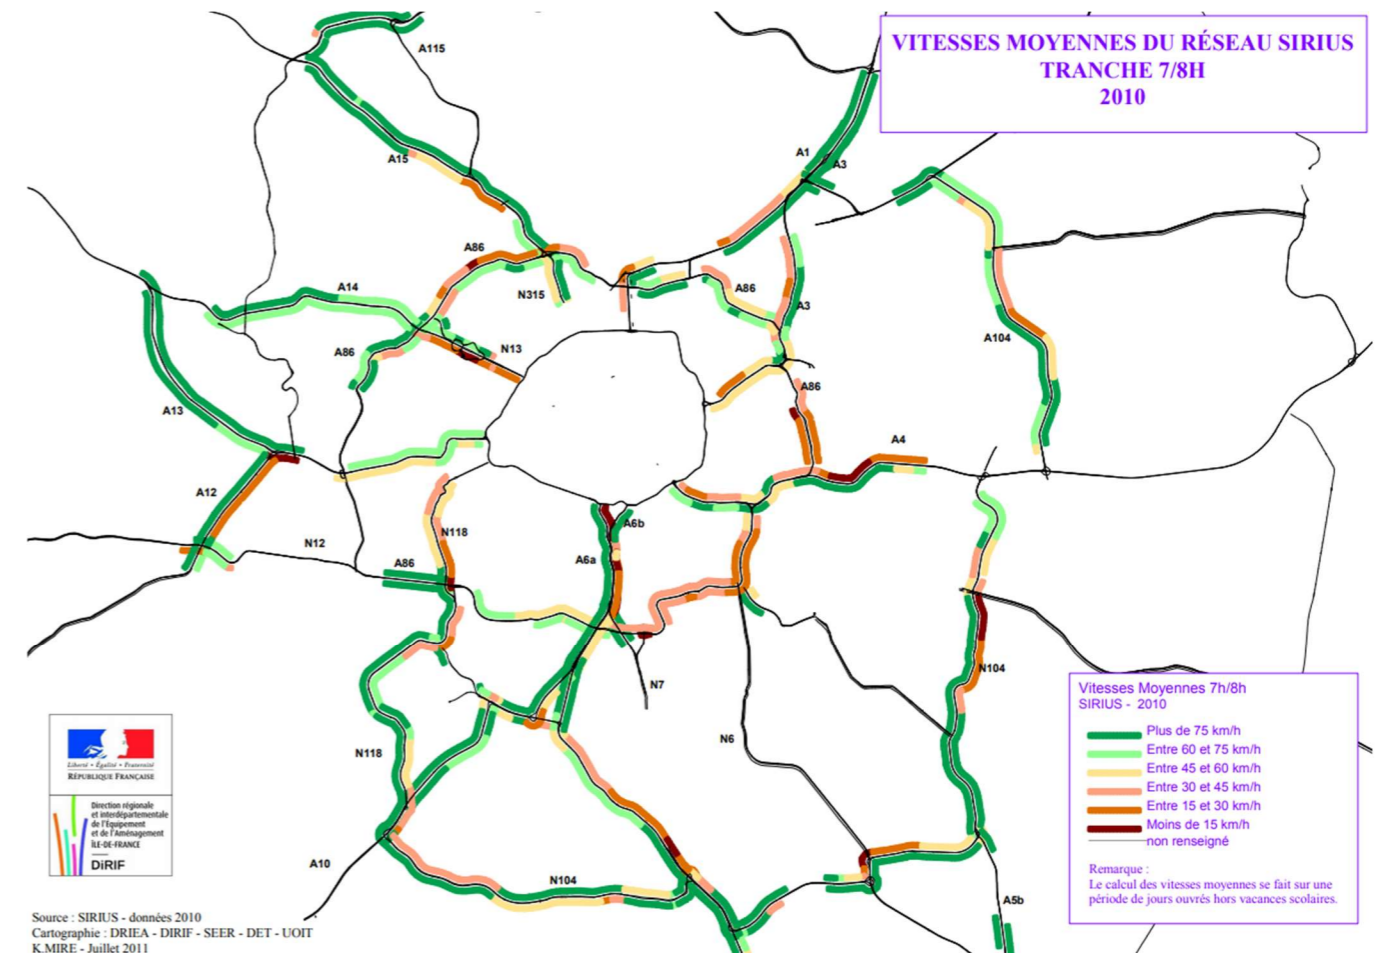 VITESSES MOYENNES DU RÉSEAU SIRIUS
TRANCHE 7/8H
2010
A115
A15
A1
A3
A86
A14
N315
A86
A3
A104
A86
N13
A13
A86
A4
A12
N118
A6b
N12
A86
A6a
N104
N7
N118
N6
A10
N104
A5b
Vitesses Moyennes 7h/8h
SIRIUS - 2010
Plus de 75 km/h
Entre 60 et 75 km/h
Entre 45 et 60 km/h
Entre 30 et 45 km/h
Entre 15 et 30 km/h
Moins de 15 km/h
non renseigné
Remarque :
Le calcul des vitesses moyennes se fait sur une
période de jours ouvrés hors vacances scolaires.
Liberté • Égalité • Fraternité
RÉPUBLIQUE FRANÇAISE
Direction régionale
et interdépartementale
de l'Equipement
et de l'Aménagement
ÎLE-DE-FRANCE
DiRIF
Source : SIRIUS - données 2010
Cartographie : DRIEA - DIRIF - SEER - DET - UOIT
K.MIRE - Juillet 2011